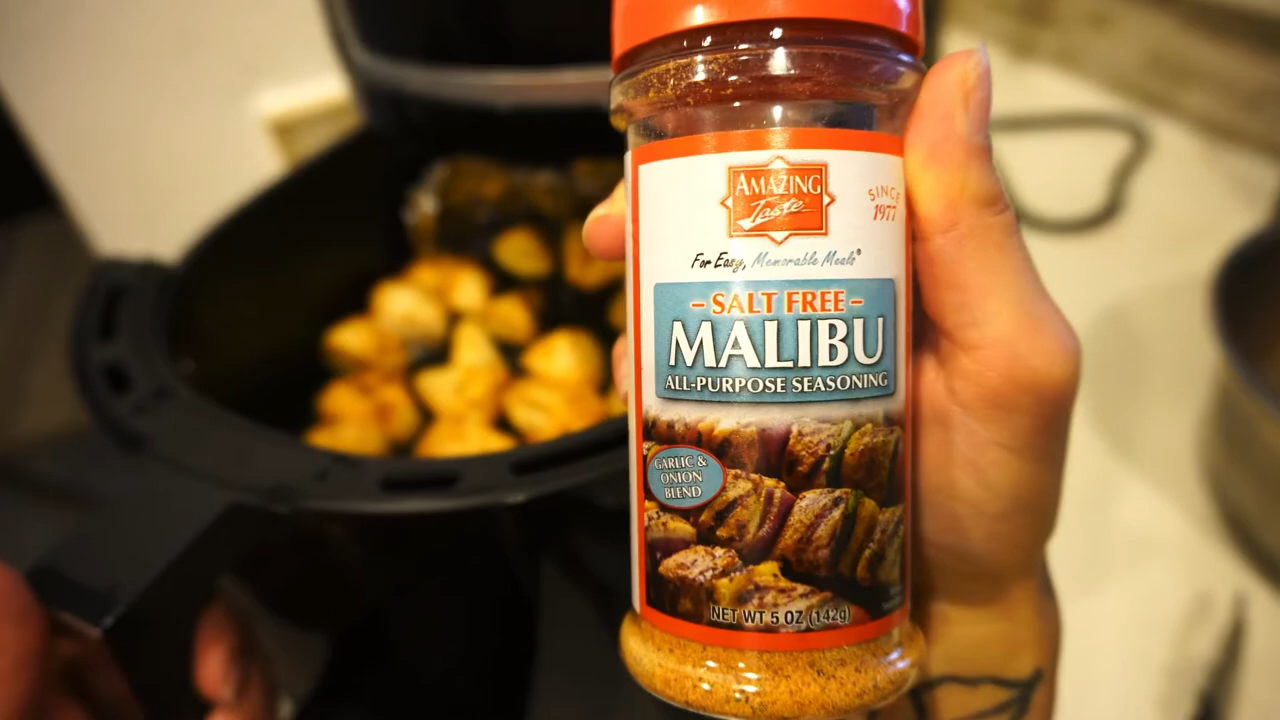 AMAZING
Taste
SINCE
1977
For Easy, Memorable Meals®
– SALT FREE –
MALIBU
ALL-PURPOSE SEASONING
GARLIC &
ONION
BLEND
NET WT 5 OZ (142g)